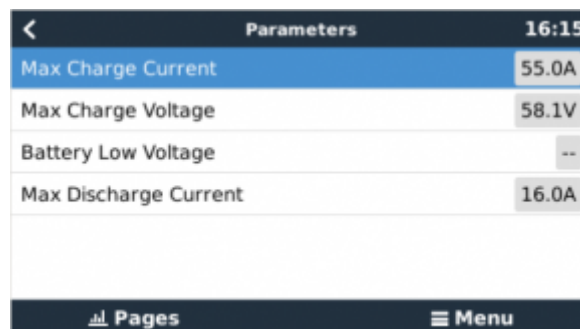 Parameters 16:15
Max Charge Current 55.0A
Max Charge Voltage 58.1V
Battery Low Voltage --
Max Discharge Current 16.0A
Pages Menu